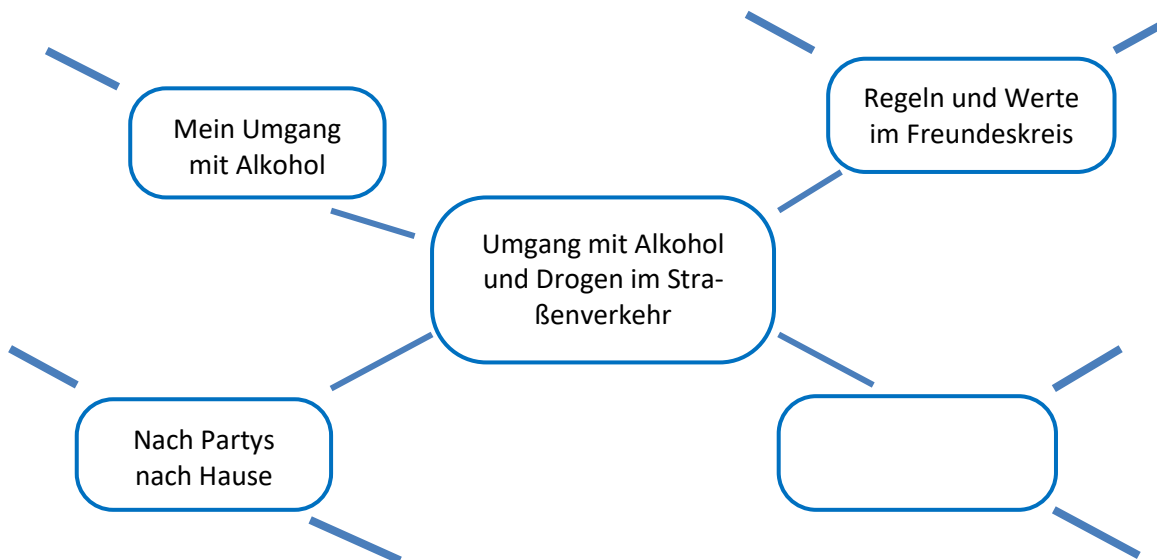 Mein Umgang
mit Alkohol
Regeln und Werte
im Freundeskreis
Umgang mit Alkohol
und Drogen im Stra-
ßenverkehr
Nach Partys
nach Hause